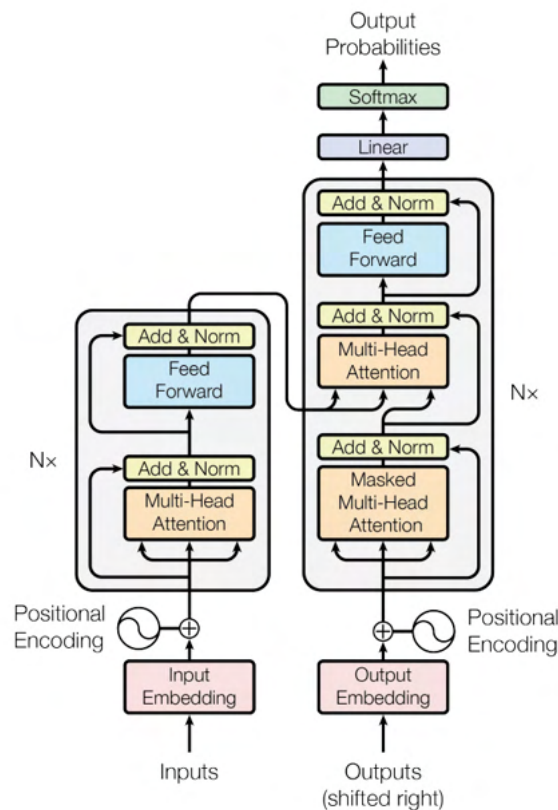 Output
Probabilities
Softmax
Linear
Add & Norm
Feed
Forward
Add & Norm
Multi-Head
Attention
Add & Norm
Masked
Multi-Head
Attention
N×
Add & Norm
Feed
Forward
Add & Norm
Multi-Head
Attention
N×
Positional
Encoding
Positional
Encoding
Input
Embedding
Output
Embedding
Inputs
Outputs
(shifted right)